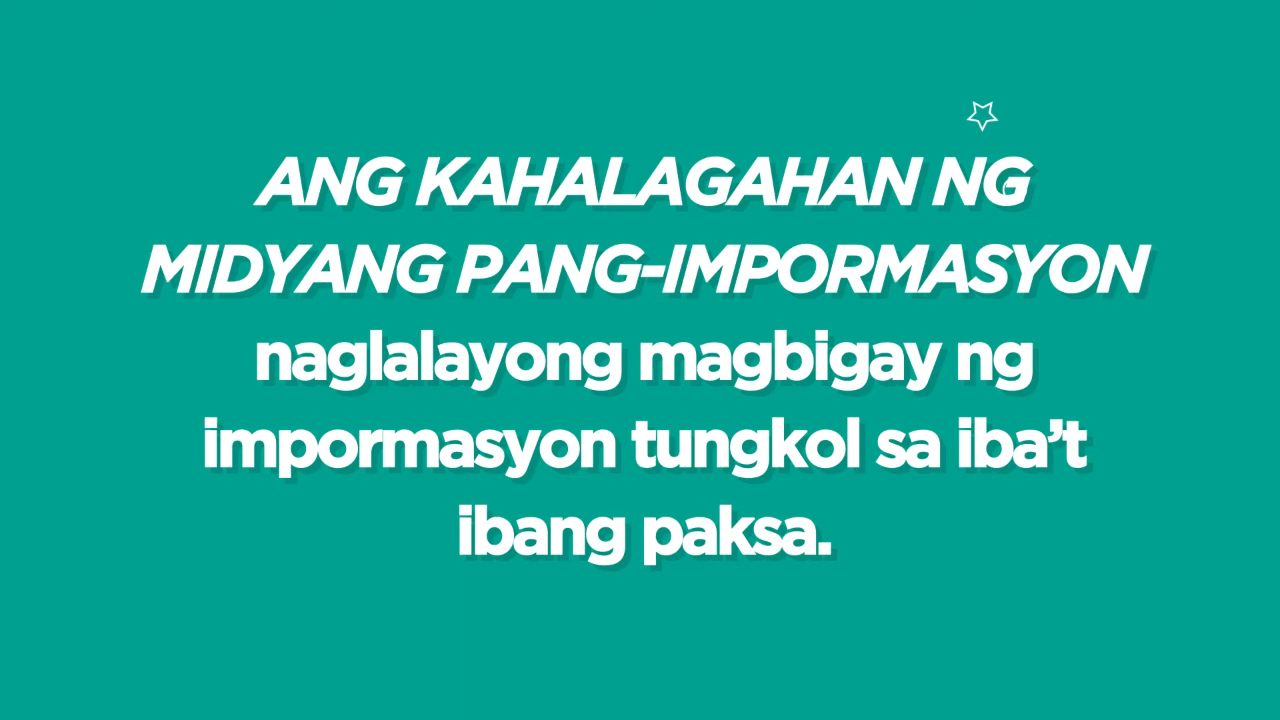 ANG KAHALAGAHAN NG
MIDYANG PANG-IMPORMASYON
naglalayong magbigay ng
impormasyon tungkol sa iba’t
ibang paksa.